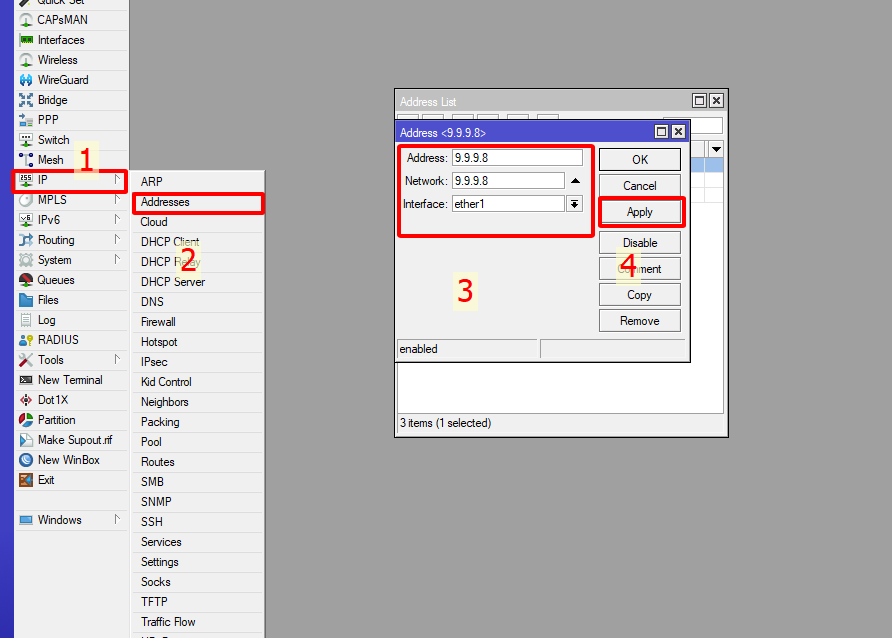 Quick Set
CAPsMAN
Interfaces
Wireless
WireGuard
Bridge
PPP
Switch
Mesh
1
IP
MPLS
IPv6
Routing
System
Queues
Files
Log
RADIUS
Tools
New Terminal
Dot1X
Partition
Make Supout.rif
New WinBox
Exit
Windows
ARP
Addresses
Cloud
DHCP Client
DHCP Relay
2
DHCP Server
DNS
Firewall
Hotspot
IPsec
Kid Control
Neighbors
Packing
Pool
Routes
SMB
SNMP
SSH
Services
Settings
Socks
TFTP
Traffic Flow
Address List
Address <9.9.9.8>
Address: 9.9.9.8
Network: 9.9.9.8
Interface: ether1
3
OK
Cancel
Apply
Disable
4
Comment
Copy
Remove
enabled
3 items (1 selected)